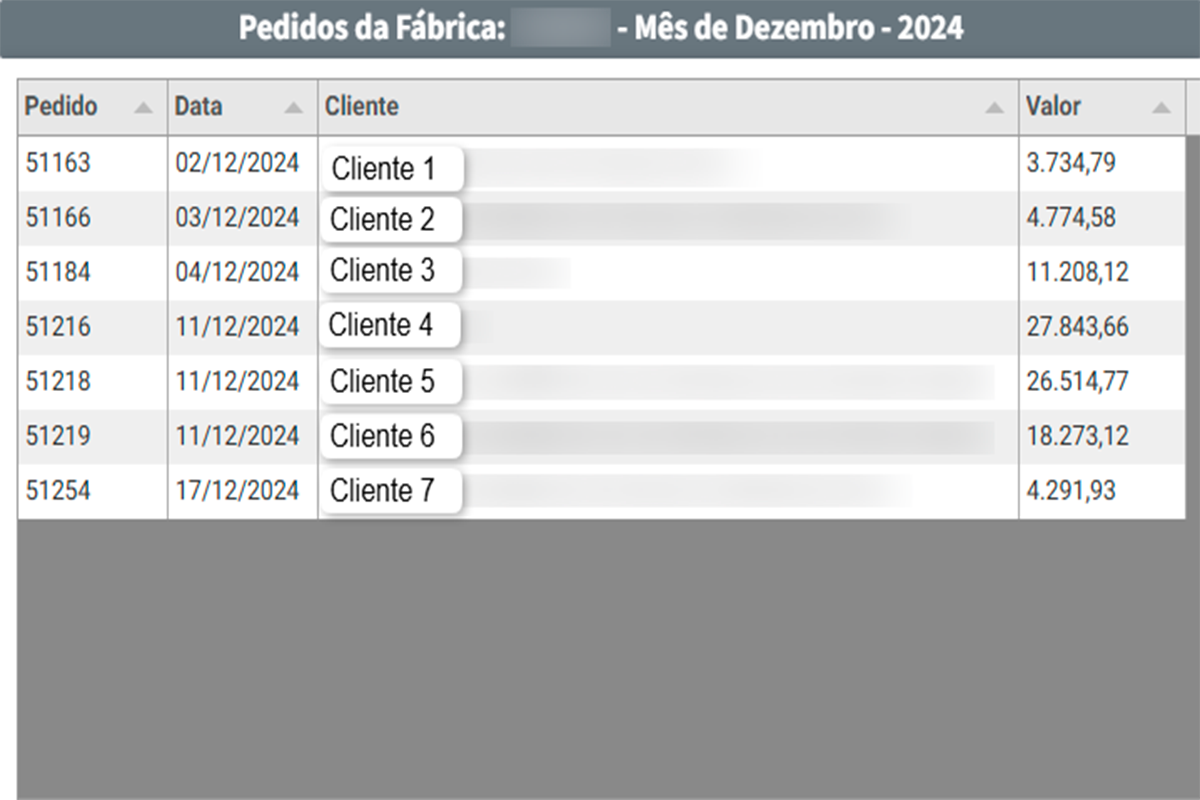 Pedidos da Fábrica: - Mês de Dezembro - 2024
Pedido Data Cliente Valor
51163 02/12/2024 Cliente 1 3.734,79
51166 03/12/2024 Cliente 2 4.774,58
51184 04/12/2024 Cliente 3 11.208,12
51216 11/12/2024 Cliente 4 27.843,66
51218 11/12/2024 Cliente 5 26.514,77
51219 11/12/2024 Cliente 6 18.273,12
51254 17/12/2024 Cliente 7 4.291,93